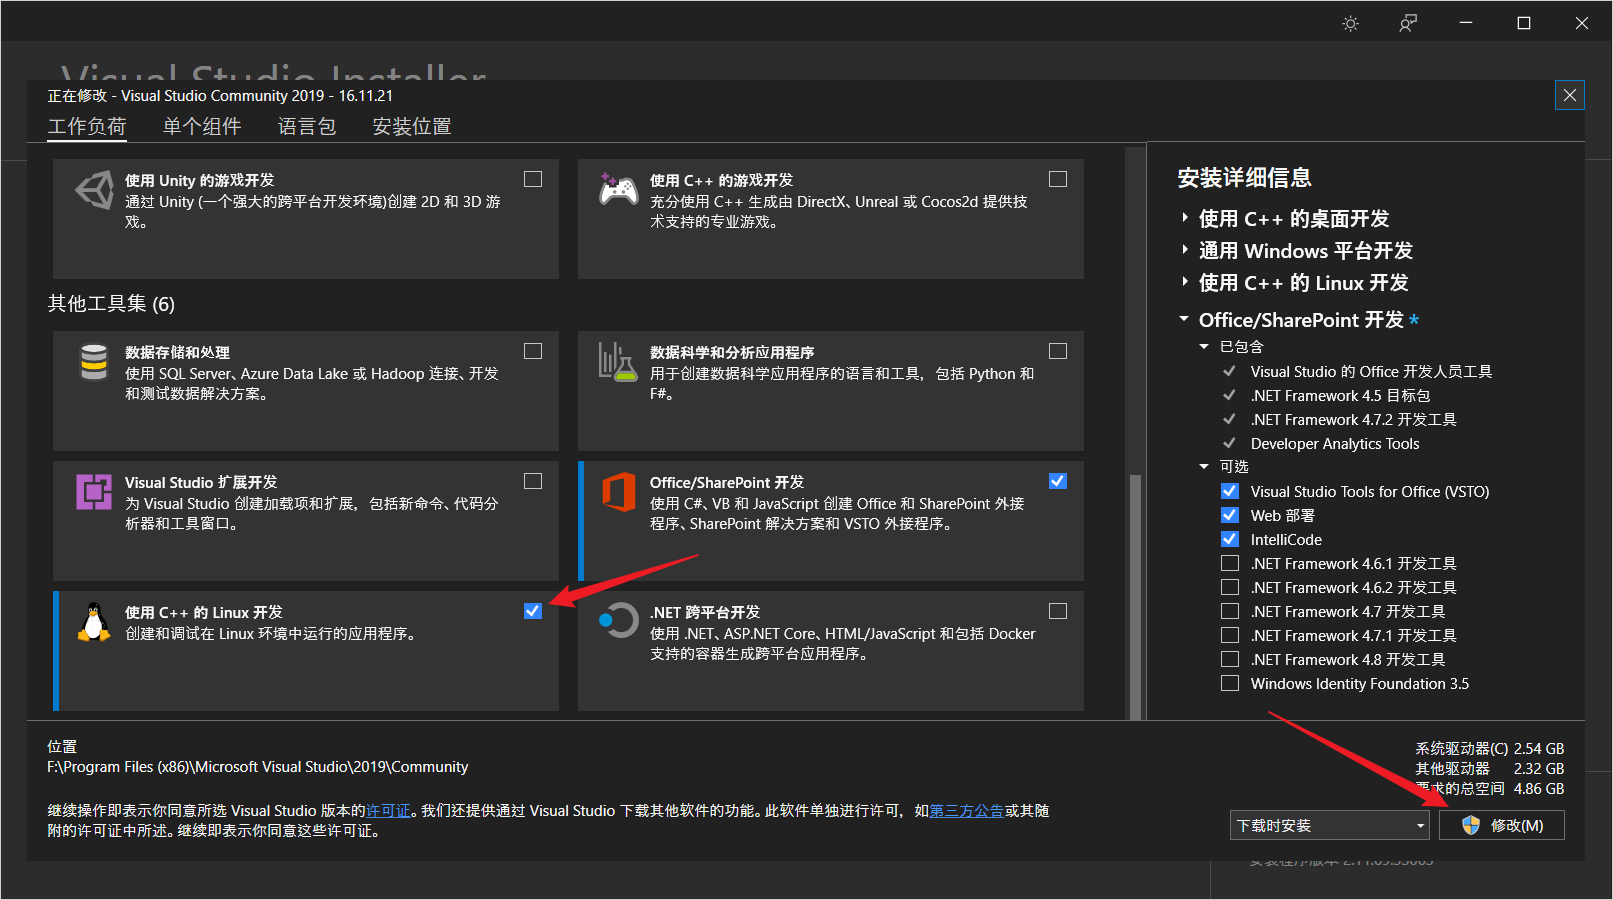 Visual Studio Installer
正在修改 - Visual Studio Community 2019 - 16.11.21
工作负荷 单个组件 语言包 安装位置
使用 Unity 的游戏开发
通过 Unity (一个强大的跨平台开发环境)创建 2D 和 3D 游
戏。
使用 C++ 的游戏开发
充分使用 C++ 生成由 DirectX、Unreal 或 Cocos2d 提供技
术支持的专业游戏。
其他工具集 (6)
数据存储和处理
使用 SQL Server、Azure Data Lake 或 Hadoop 连接、开发
和测试数据解决方案。
数据科学和分析应用程序
用于创建数据科学应用程序的语言和工具，包括 Python 和
F#。
Visual Studio 扩展开发
为 Visual Studio 创建加载项和扩展，包括新命令、代码分
析器和工具窗口。
Office/SharePoint 开发
使用 C#、VB 和 JavaScript 创建 Office 和 SharePoint 外接
程序、SharePoint 解决方案和 VSTO 外接程序。
使用 C++ 的 Linux 开发
创建和调试在 Linux 环境中运行的应用程序。
.NET 跨平台开发
使用 .NET、ASP.NET Core、HTML/JavaScript 和包括 Docker
支持的容器生成跨平台应用程序。
安装详细信息
使用 C++ 的桌面开发
通用 Windows 平台开发
使用 C++ 的 Linux 开发
Office/SharePoint 开发 *
已包含
Visual Studio 的 Office 开发人员工具
.NET Framework 4.5 目标包
.NET Framework 4.7.2 开发工具
Developer Analytics Tools
可选
Visual Studio Tools for Office (VSTO)
Web 部署
IntelliCode
.NET Framework 4.6.1 开发工具
.NET Framework 4.6.2 开发工具
.NET Framework 4.7 开发工具
.NET Framework 4.7.1 开发工具
.NET Framework 4.8 开发工具
Windows Identity Foundation 3.5
位置
F:\Program Files (x86)\Microsoft Visual Studio\2019\Community
继续操作即表示你同意所选 Visual Studio 版本的许可证。我们还提供通过 Visual Studio 下载其他软件的功能。此软件单独进行许可，如第三方公告或其随
附的许可证中所述。继续即表示你同意这些许可证。
系统驱动器(C) 2.54 GB
其他驱动器 2.32 GB
要求的总空间 4.86 GB
下载时安装
修改(M)
安装程序版本